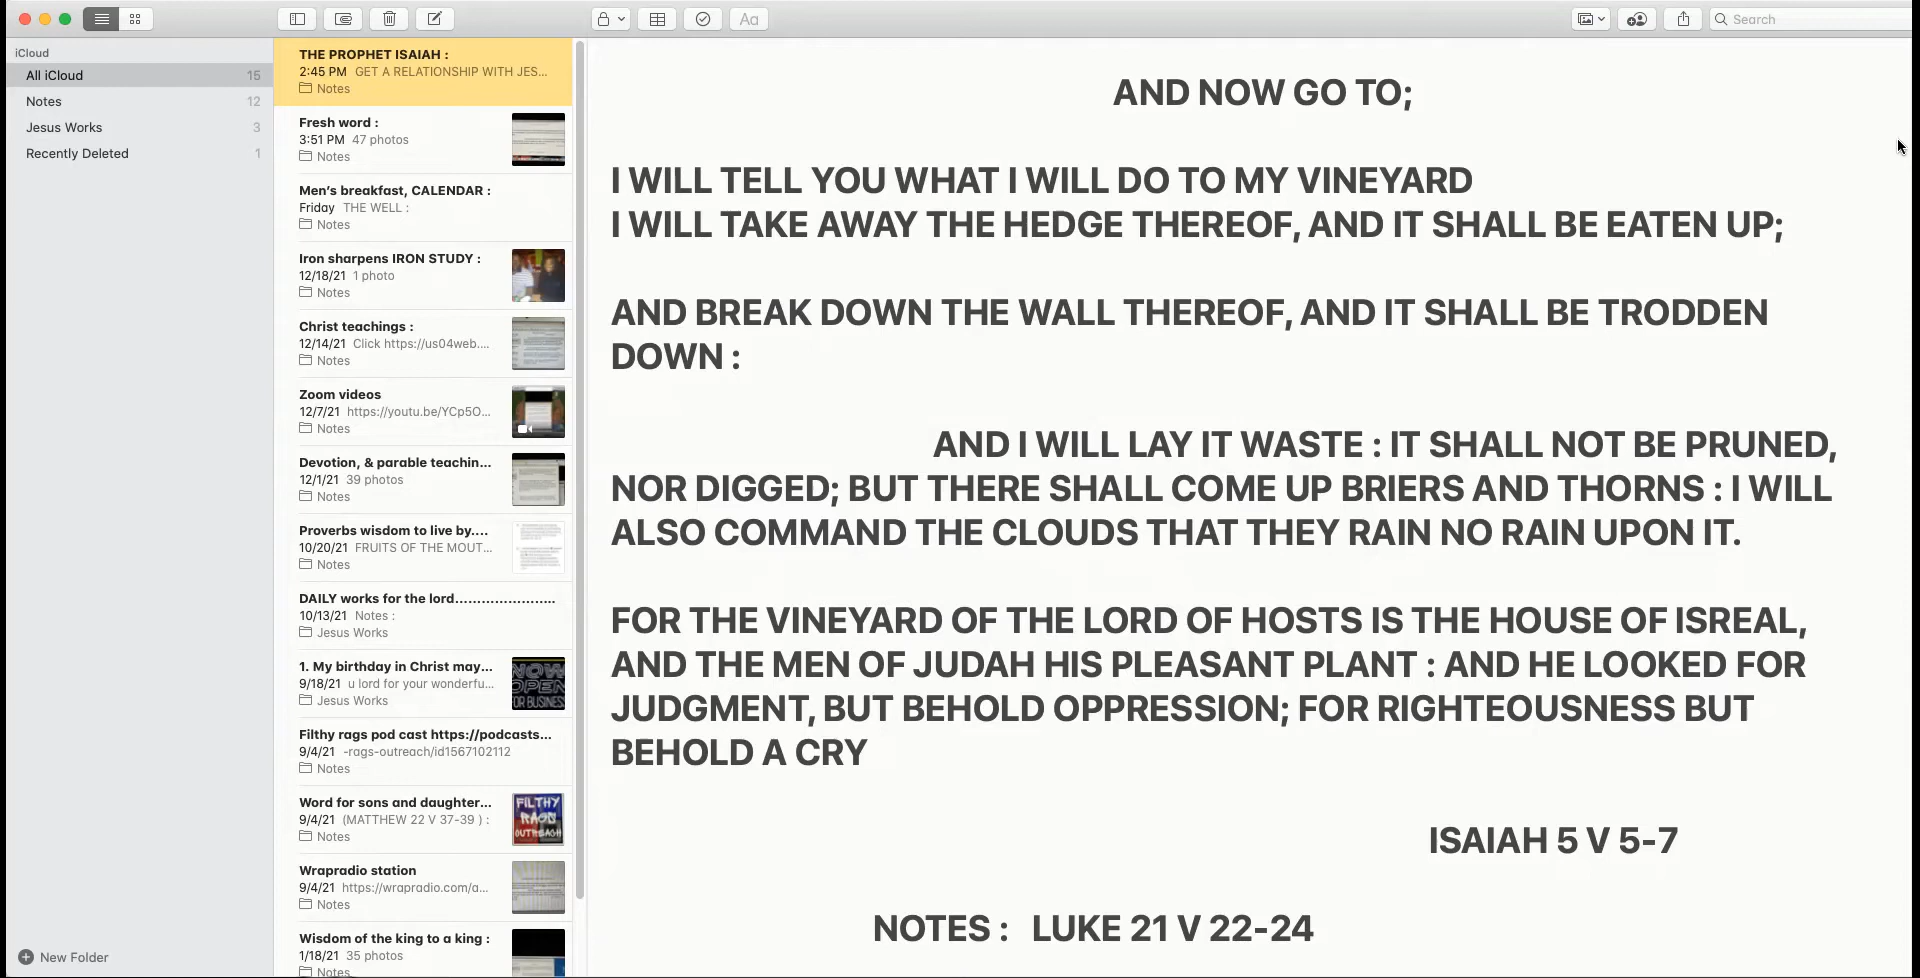 Aa
Search
iCloud
All iCloud 15
Notes 12
Jesus Works 3
Recently Deleted 1
New Folder
THE PROPHET ISAIAH :
2:45 PM GET A RELATIONSHIP WITH JES...
Notes
Fresh word :
3:51 PM 47 photos
Notes
Men’s breakfast, CALENDAR :
Friday THE WELL :
Notes
Iron sharpens IRON STUDY :
12/18/21 1 photo
Notes
Christ teachings :
12/14/21 Click https://us04web....
Notes
Zoom videos
12/7/21 https://youtu.be/YCp5O...
Notes
Devotion, & parable teachin...
12/1/21 39 photos
Notes
Proverbs wisdom to live by....
10/20/21 FRUITS OF THE MOUT...
Notes
DAILY works for the lord.......................
10/13/21 Notes :
Jesus Works
1. My birthday in Christ may...
9/18/21 u lord for your wonderfu...
Jesus Works
NOW
OPEN
FOR BUSINESS
Filthy rags pod cast https://podcasts...
9/4/21 -rags-outreach/id1567102112
Notes
Word for sons and daughter...
9/4/21 (MATTHEW 22 V 37-39 ) :
Notes
FILTHY
RAGS
OUTREACH
Wrapradio station
9/4/21 https://wrapradio.com/a...
Notes
Wisdom of the king to a king :
1/18/21 35 photos
Notes
AND NOW GO TO;
I WILL TELL YOU WHAT I WILL DO TO MY VINEYARD
I WILL TAKE AWAY THE HEDGE THEREOF, AND IT SHALL BE EATEN UP;
AND BREAK DOWN THE WALL THEREOF, AND IT SHALL BE TRODDEN
DOWN :
AND I WILL LAY IT WASTE : IT SHALL NOT BE PRUNED,
NOR DIGGED; BUT THERE SHALL COME UP BRIERS AND THORNS : I WILL
ALSO COMMAND THE CLOUDS THAT THEY RAIN NO RAIN UPON IT.
FOR THE VINEYARD OF THE LORD OF HOSTS IS THE HOUSE OF ISREAL,
AND THE MEN OF JUDAH HIS PLEASANT PLANT : AND HE LOOKED FOR
JUDGMENT, BUT BEHOLD OPPRESSION; FOR RIGHTEOUSNESS BUT
BEHOLD A CRY
ISAIAH 5 V 5-7
NOTES : LUKE 21 V 22-24